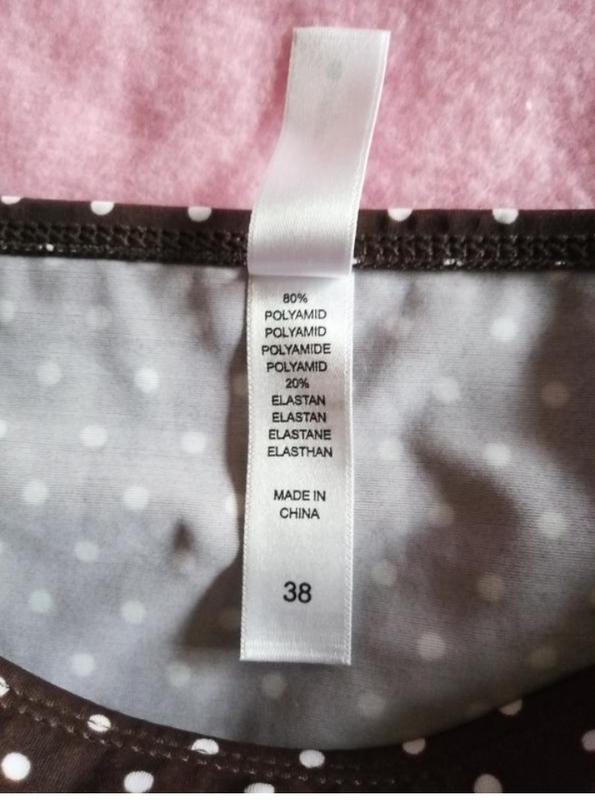 80%
POLYAMID
POLYAMID
POLYAMIDE
POLYAMID
20%
ELASTAN
ELASTAN
ELASTANE
ELASTHAN
MADE IN
CHINA
38